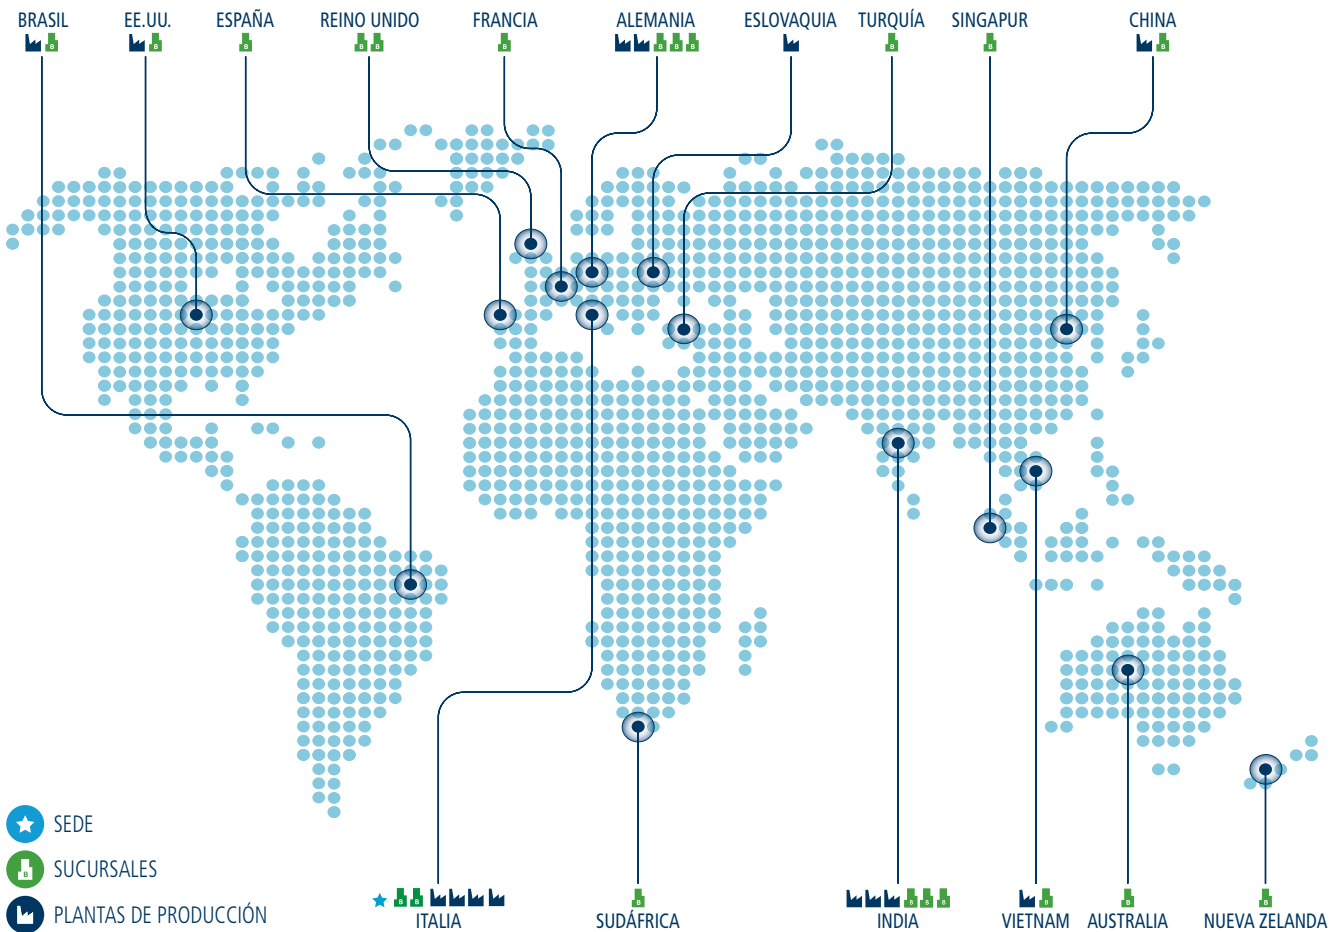 BRASIL
EE.UU.
ESPAÑA
REINO UNIDO
FRANCIA
ALEMANIA
ESLOVAQUIA
TURQUÍA
SINGAPUR
CHINA
SEDE
SUCURSALES
PLANTAS DE PRODUCCIÓN
ITALIA
SUDÁFRICA
INDIA
VIETNAM
AUSTRALIA
NUEVA ZELANDA